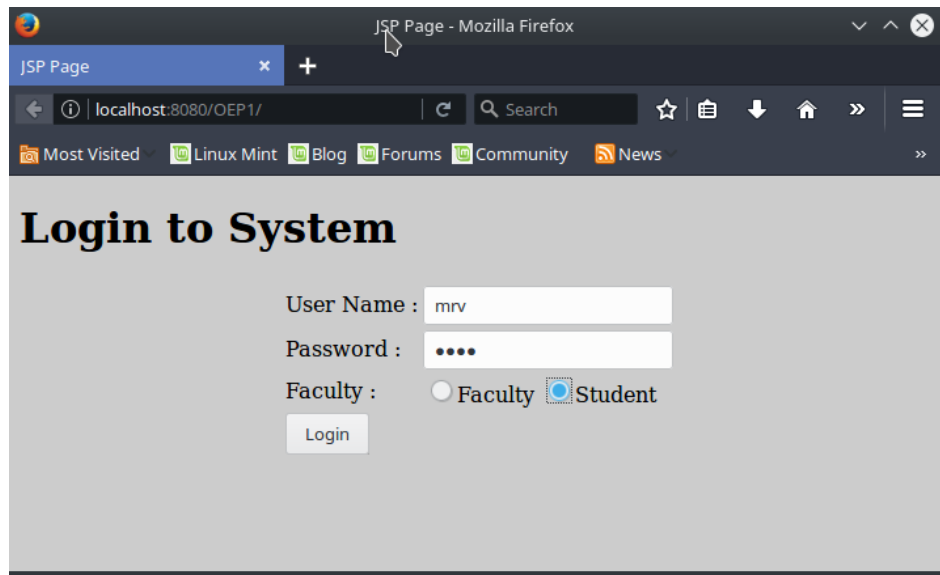 JSP Page - Mozilla Firefox
JSP Page
localhost:8080/OEP1/ Search
Most Visited Linux Mint Blog Forums Community News
Login to System
User Name : mrv
Password : ••••
Faculty : Faculty Student
Login